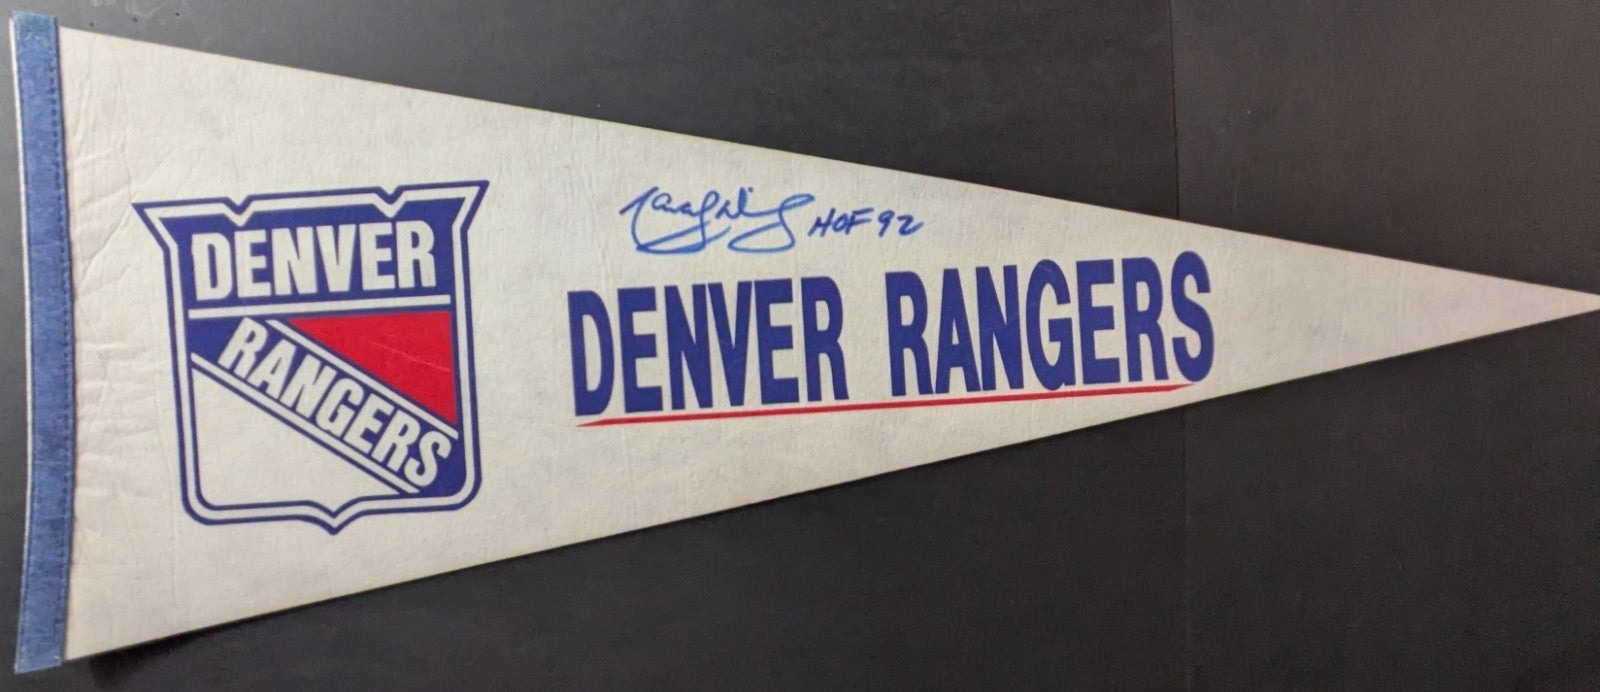 DENVER
RANGERS
HOF 92
DENVER RANGERS